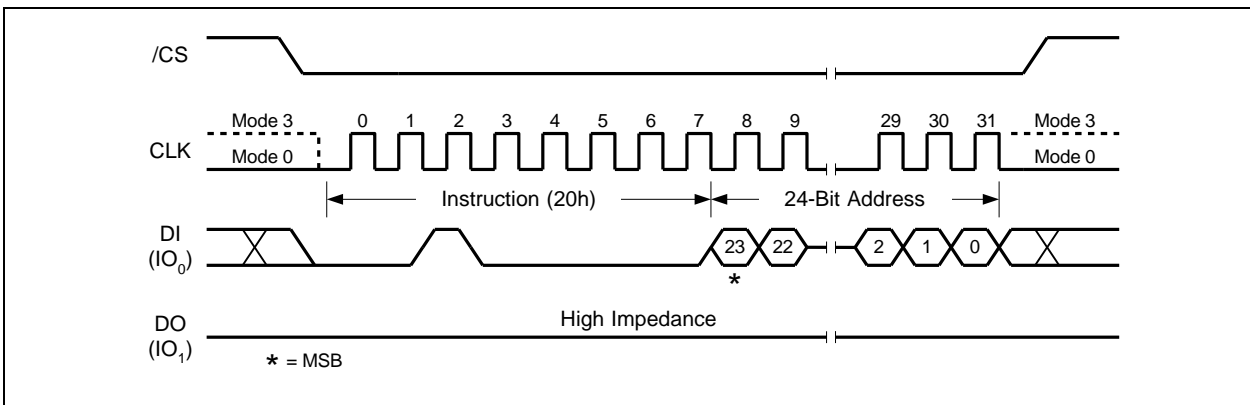 /CS
Mode 3 0 1 2 3 4 5 6 7 8 9 29 30 31 Mode 3
CLK
Mode 0 Mode 0
Instruction (20h) 24-Bit Address
DI
(IO0)
23 22 2 1 0
*
High Impedance
DO
(IO1)
* = MSB